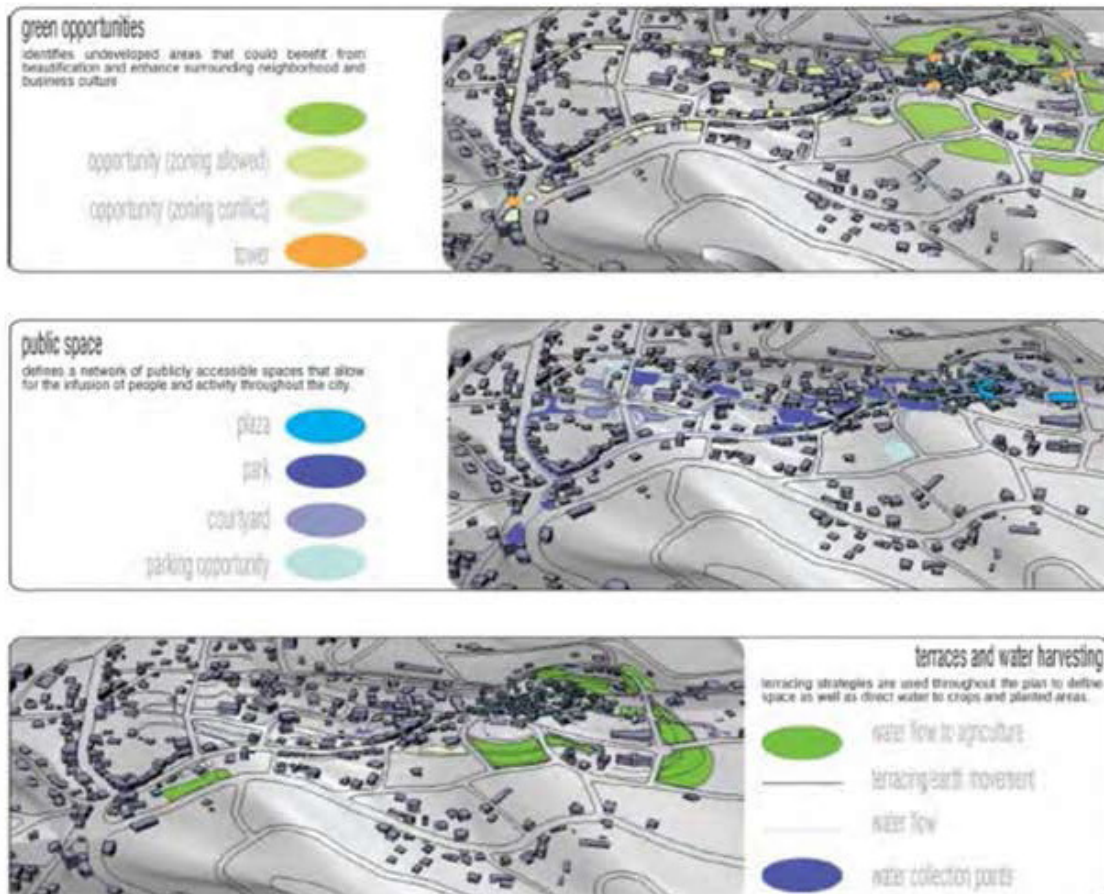 green opportunities
identifies undeveloped areas that could benefit from
beautification and enhance surrounding neighborhood and
business culture
opportunity (zoning allowed)
opportunity (zoning conflict)
tower
public space
defines a network of publicly accessible spaces that allow
for the infusion of people and activity throughout the city.
plaza
park
courtyard
parking opportunity
terraces and water harvesting
terracing strategies are used throughout the plan to define
space as well as direct water to crops and planted areas.
water flow to agriculture
terracing/earth movement
water flow
water collection points